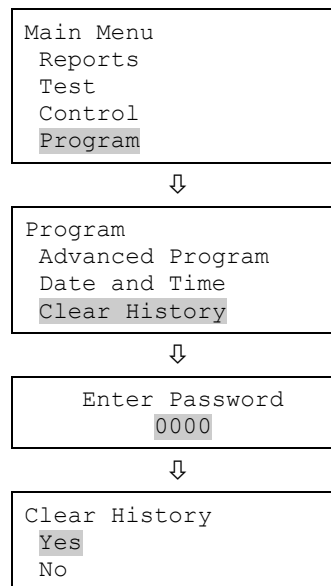 Main Menu
Reports
Test
Control
Program
⇩
Program
Advanced Program
Date and Time
Clear History
⇩
Enter Password
0000
⇩
Clear History
Yes
No